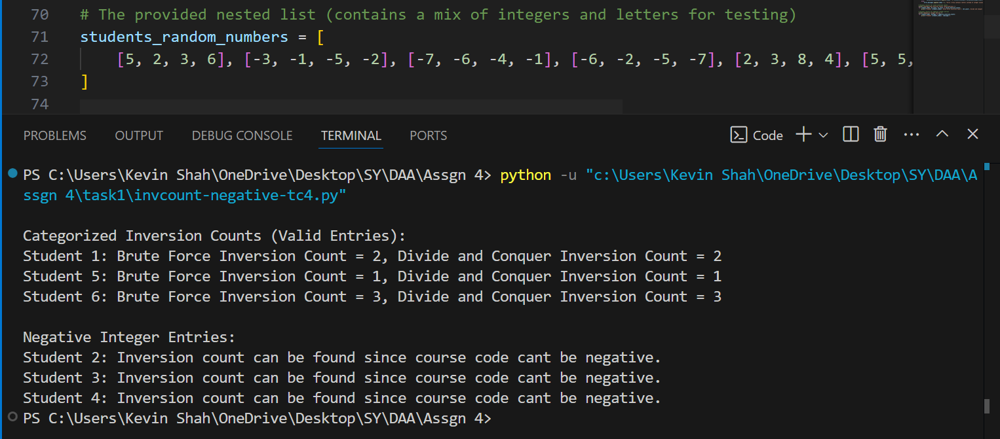 70 # The provided nested list (contains a mix of integers and letters for testing)
71 students_random_numbers = [
72 [5, 2, 3, 6], [-3, -1, -5, -2], [-7, -6, -4, -1], [-6, -2, -5, -7], [2, 3, 8, 4], [5, 5,
73 ]
74
PROBLEMS OUTPUT DEBUG CONSOLE TERMINAL PORTS Code
PS C:\Users\Kevin Shah\OneDrive\Desktop\SY\DAA\Assgn 4> python -u "c:\Users\Kevin Shah\OneDrive\Desktop\SY\DAA\A
ssgn 4\task1\invcount-negative-tc4.py"
Categorized Inversion Counts (Valid Entries):
Student 1: Brute Force Inversion Count = 2, Divide and Conquer Inversion Count = 2
Student 5: Brute Force Inversion Count = 1, Divide and Conquer Inversion Count = 1
Student 6: Brute Force Inversion Count = 3, Divide and Conquer Inversion Count = 3
Negative Integer Entries:
Student 2: Inversion count can be found since course code cant be negative.
Student 3: Inversion count can be found since course code cant be negative.
Student 4: Inversion count can be found since course code cant be negative.
PS C:\Users\Kevin Shah\OneDrive\Desktop\SY\DAA\Assgn 4>